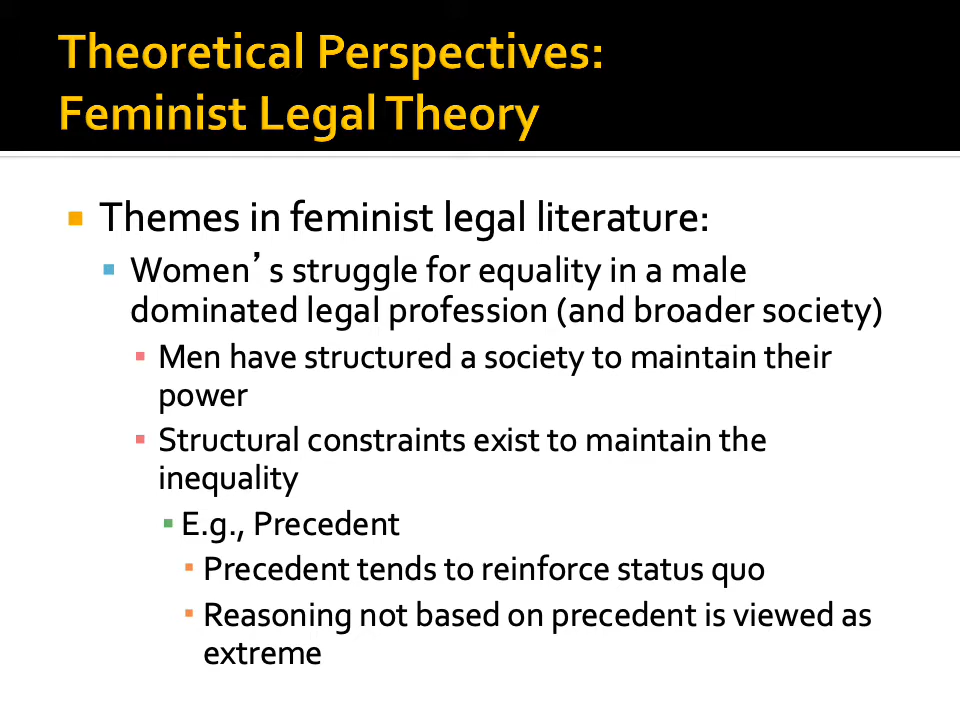 Theoretical Perspectives:
Feminist Legal Theory
Themes in feminist legal literature:
Women’s struggle for equality in a male
dominated legal profession (and broader society)
Men have structured a society to maintain their
power
Structural constraints exist to maintain the
inequality
E.g., Precedent
Precedent tends to reinforce status quo
Reasoning not based on precedent is viewed as
extreme